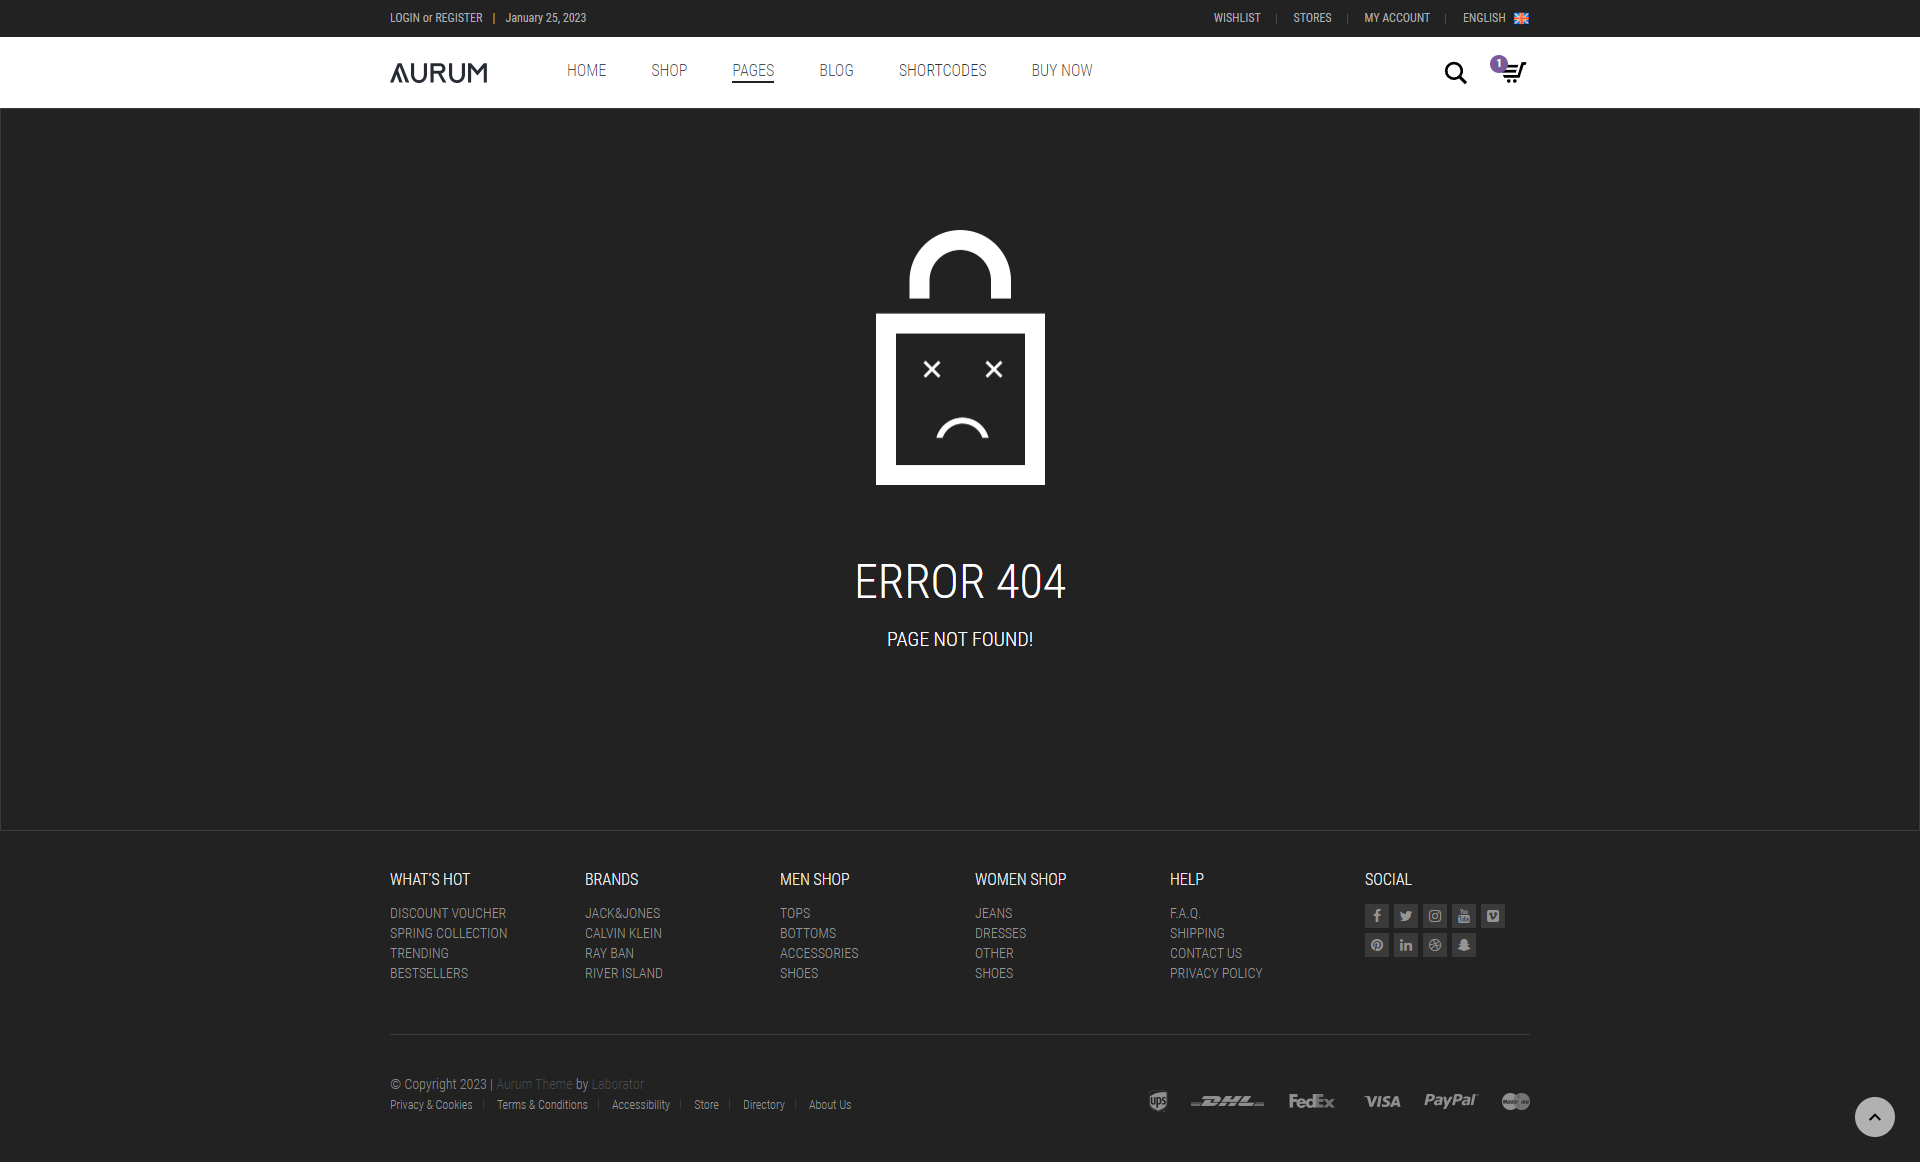 LOGIN or REGISTER | January 25, 2023
WISHLIST | STORES | MY ACCOUNT | ENGLISH
AURUM
HOME SHOP PAGES BLOG SHORTCODES BUY NOW
1
ERROR 404
PAGE NOT FOUND!
WHAT'S HOT
DISCOUNT VOUCHER
SPRING COLLECTION
TRENDING
BESTSELLERS
BRANDS
JACK&JONES
CALVIN KLEIN
RAY BAN
RIVER ISLAND
MEN SHOP
TOPS
BOTTOMS
ACCESSORIES
SHOES
WOMEN SHOP
JEANS
DRESSES
OTHER
SHOES
HELP
F.A.Q.
SHIPPING
CONTACT US
PRIVACY POLICY
SOCIAL
You Tube
© Copyright 2023 | Aurum Theme by Laborator
Privacy & Cookies | Terms & Conditions | Accessibility | Store | Directory | About Us
ups DHL FedEx VISA PayPal